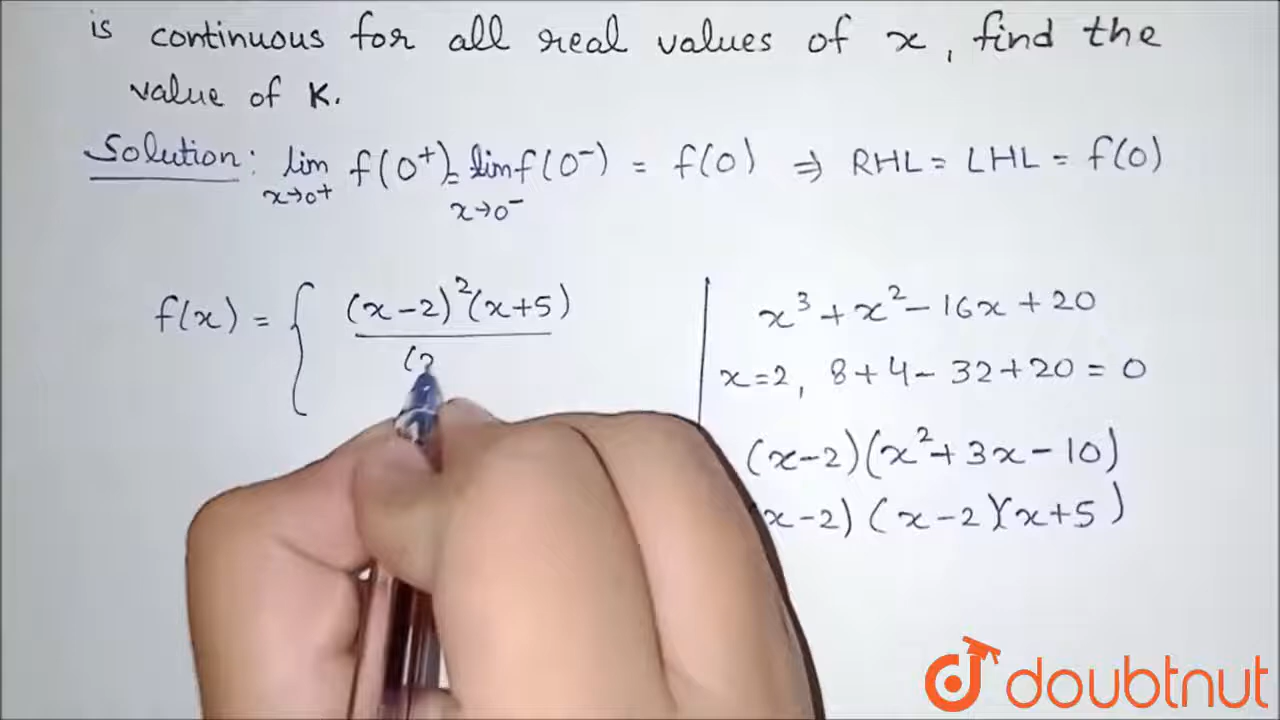 is continuous for all real values of x, find the
value of K.
Solution: lim x→0⁺ f(0⁺) = lim x→0⁻ f(0⁻) = f(0) ⇒ RHL = LHL = f(0)
f(x) = { (x-2)²(x+5)
(
x³ + x² - 16x + 20
x=2, 8+4-32+20 = 0
(x-2)(x²+3x-10)
x-2)(x-2)(x+5)
doubtnut